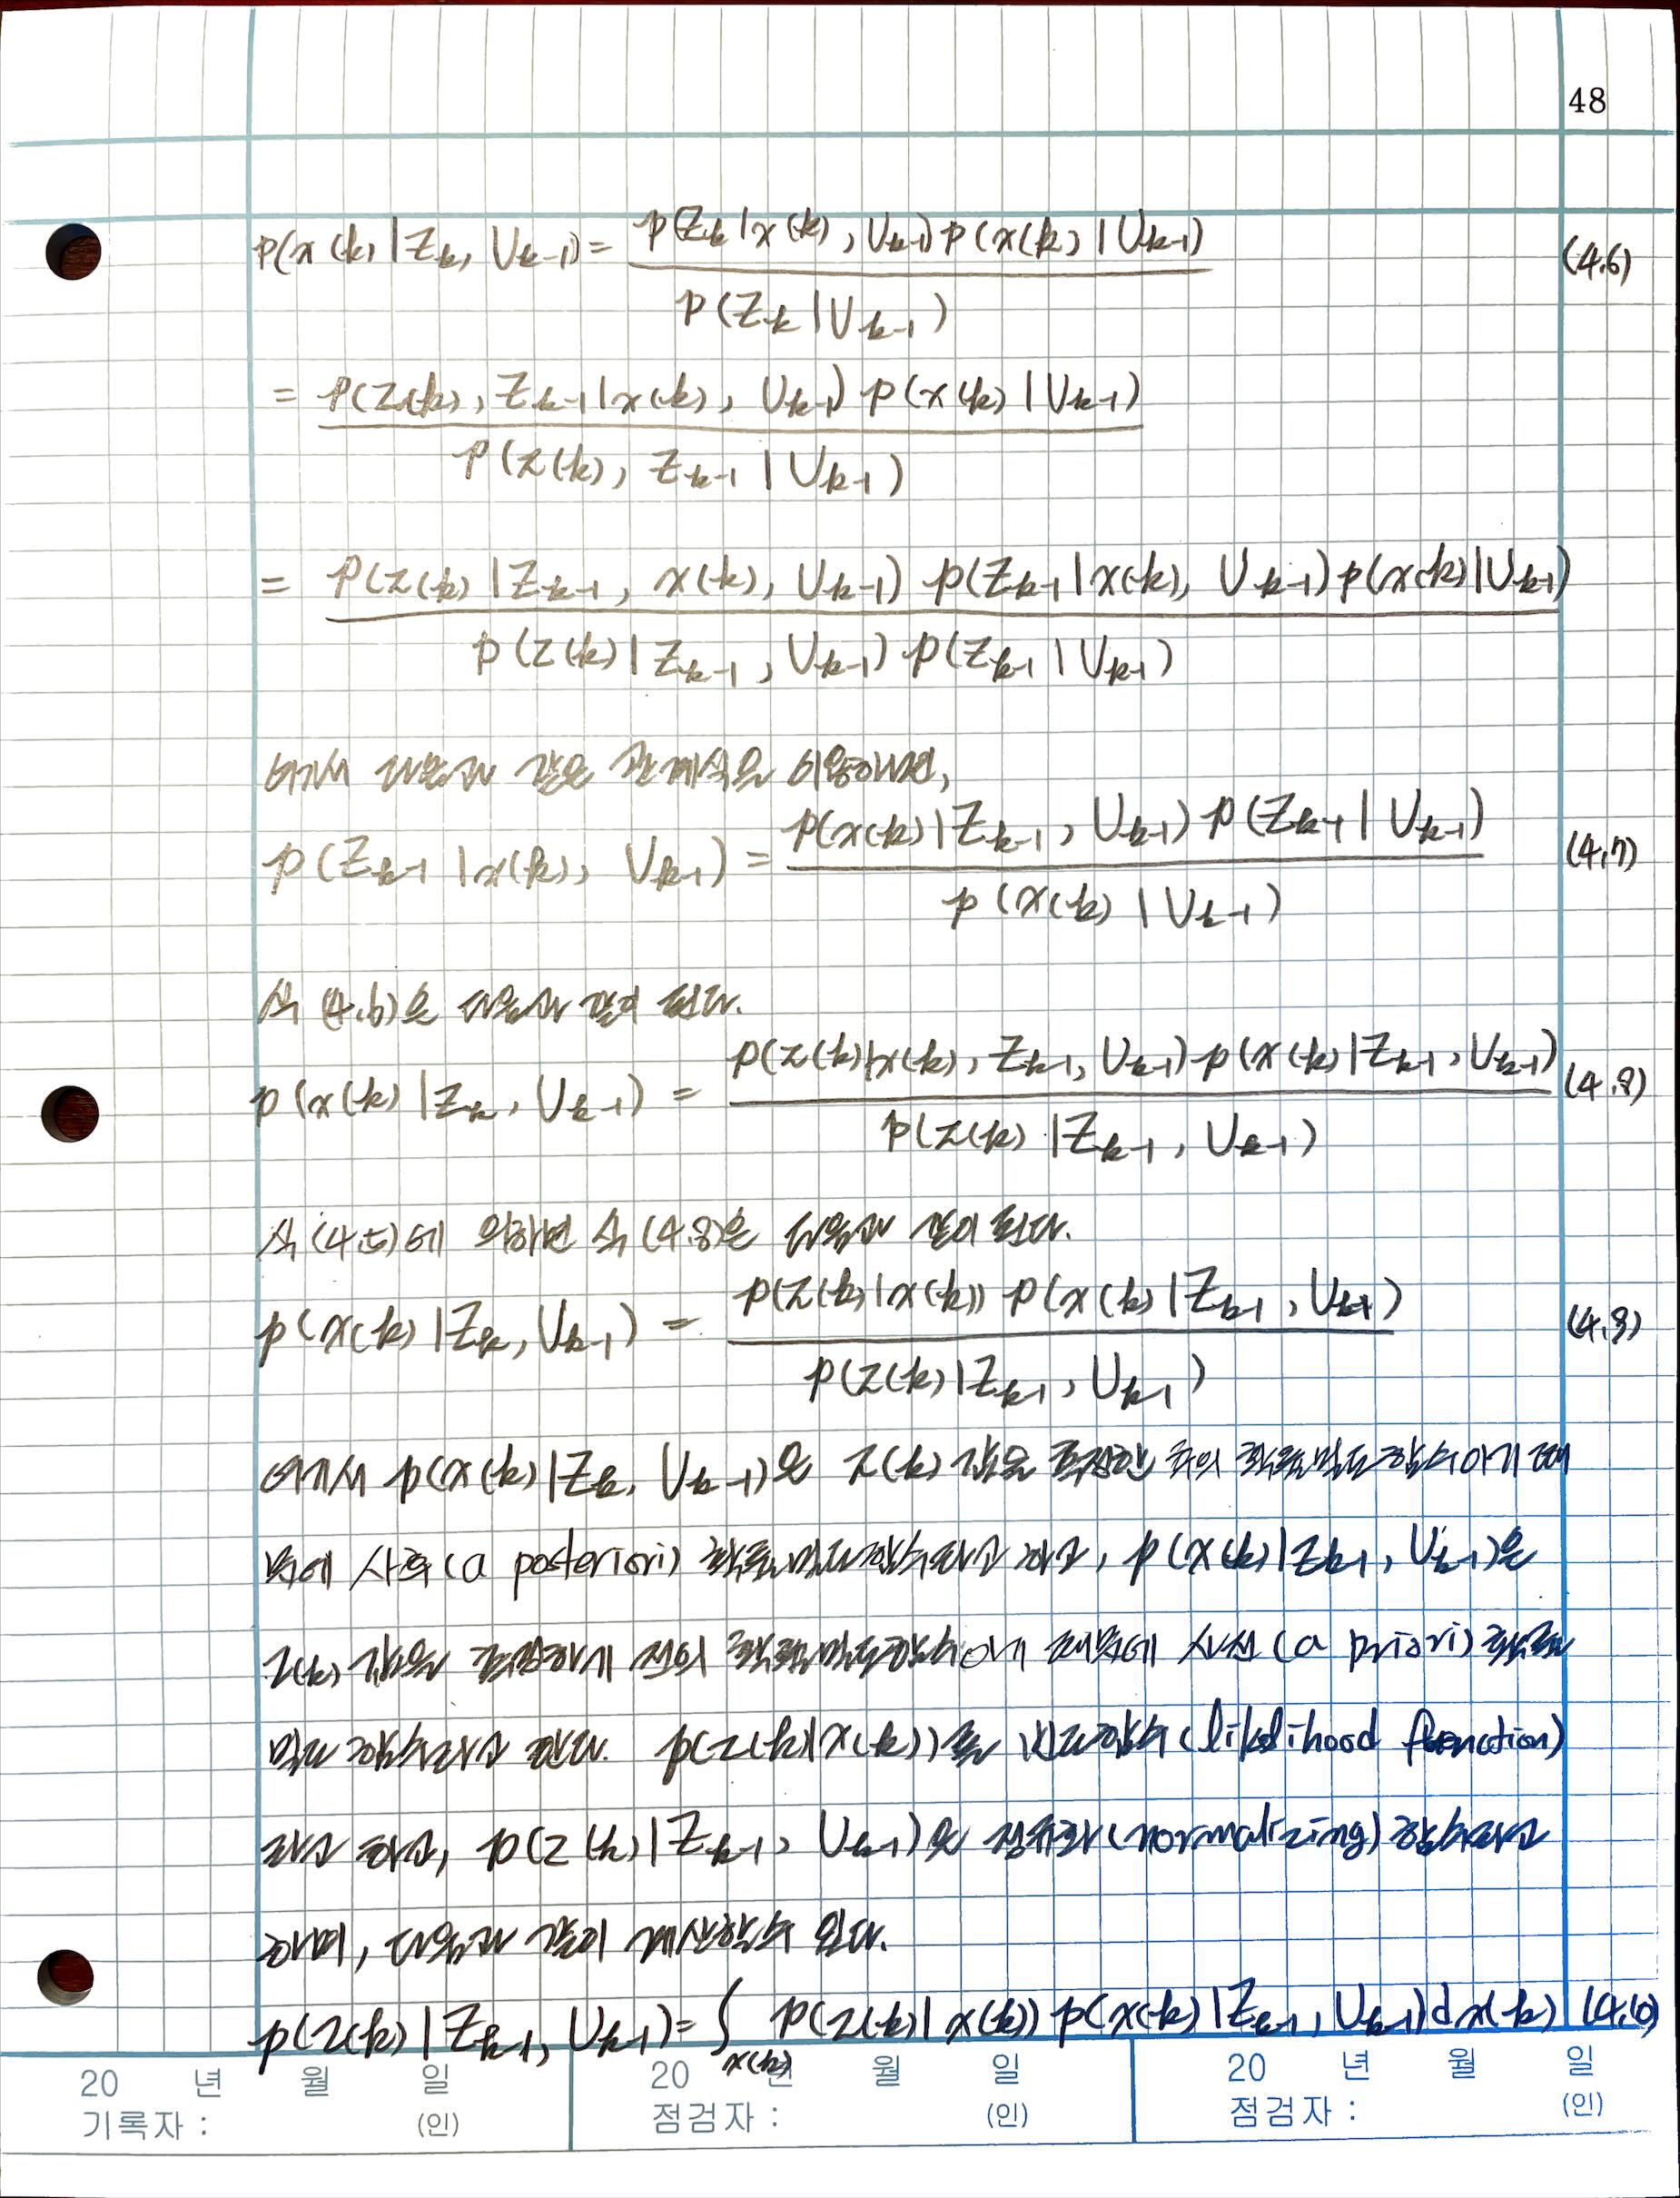 48
p(x(k)|Z_k, U_{k-1}) = p(Z_k|x(k), U_{k-1}) p(x(k)|U_{k-1}) / p(Z_k|U_{k-1}) (4.6)
= p(z(k), Z_{k-1}|x(k), U_{k-1}) p(x(k)|U_{k-1}) / p(z(k), Z_{k-1}|U_{k-1})
= p(z(k)|Z_{k-1}, x(k), U_{k-1}) p(Z_{k-1}|x(k), U_{k-1}) p(x(k)|U_{k-1}) / p(z(k)|Z_{k-1}, U_{k-1}) p(Z_{k-1}|U_{k-1})
여기서 다음과 같은 관계식을 이용하면,
p(Z_{k-1}|x(k), U_{k-1}) = p(x(k)|Z_{k-1}, U_{k-1}) p(Z_{k-1}|U_{k-1}) / p(x(k)|U_{k-1}) (4.7)
식 (4.6)은 다음과 같이 된다.
p(x(k)|Z_k, U_{k-1}) = p(z(k)|x(k), Z_{k-1}, U_{k-1}) p(x(k)|Z_{k-1}, U_{k-1}) / p(z(k)|Z_{k-1}, U_{k-1}) (4.8)
식 (4.5)에 의하면 식 (4.8)은 다음과 같이 된다.
p(x(k)|Z_k, U_{k-1}) = p(z(k)|x(k)) p(x(k)|Z_{k-1}, U_{k-1}) / p(z(k)|Z_{k-1}, U_{k-1}) (4.9)
여기서 p(x(k)|Z_k, U_{k-1})은 z(k) 값을 측정한 후의 확률밀도함수이기 때
문에 사후 (a posteriori) 확률밀도함수라고 하고, p(x(k)|Z_{k-1}, U_{k-1})은
z(k) 값을 측정하기 전의 확률밀도함수이기 때문에 사전 (a priori) 확률
밀도함수라고 한다. p(z(k)|x(k))를 빈도함수 (likelihood function)
라고 하고, p(z(k)|Z_{k-1}, U_{k-1})은 정규화 (normalizing) 함수라고
하며, 다음과 같이 계산할 수 있다.
p(z(k)|Z_{k-1}, U_{k-1}) = ∫_{x(k)} p(z(k)|x(k)) p(x(k)|Z_{k-1}, U_{k-1}) dx(k) (4.10)
20 년 월 일 20 년 월 일 20 년 월 일
기록자 : (인) 점검자 : (인) 점검자 : (인)